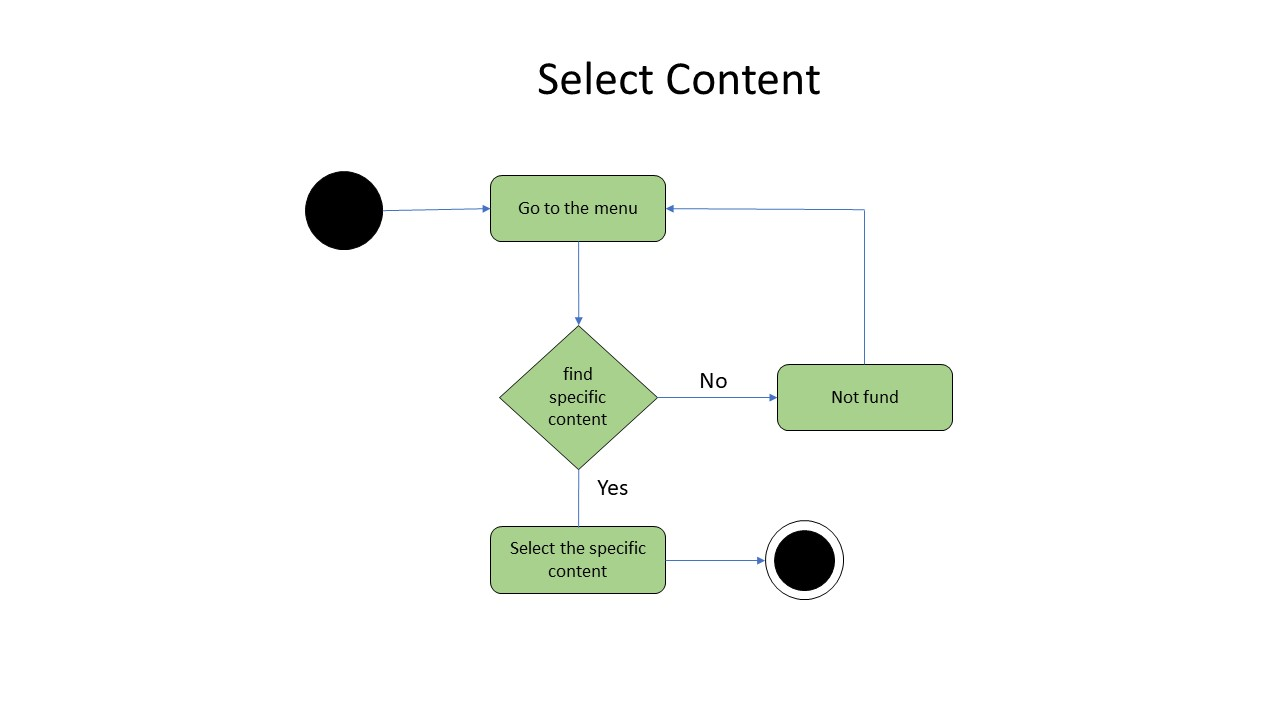 Select Content
Go to the menu
find
specific
content
No
Not fund
Yes
Select the specific
content